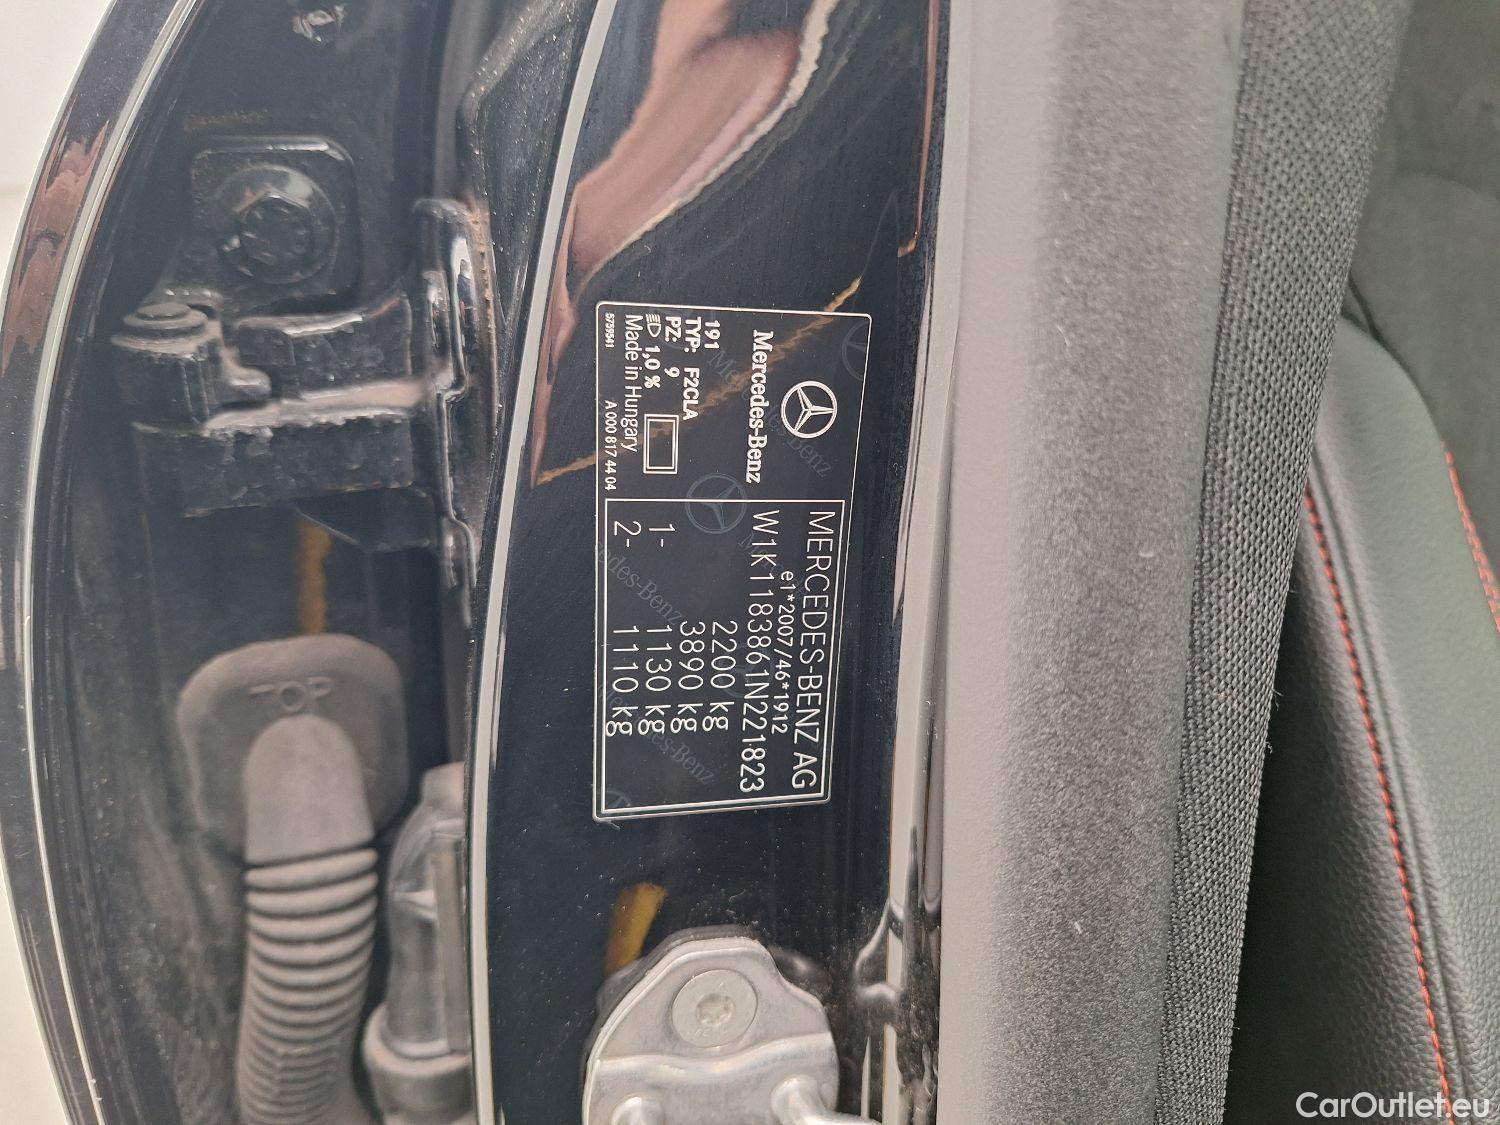 Mercedes-Benz
191
TYP: F2CLA
PZ: 9
1,0 %
Made in Hungary
5759541 A 000 817 44 04
MERCEDES-BENZ AG
e1*2007/46*1912
W1K1183861N221823
2200 kg
3890 kg
1- 1130 kg
2- 1110 kg
TOP
CarOutlet.eu